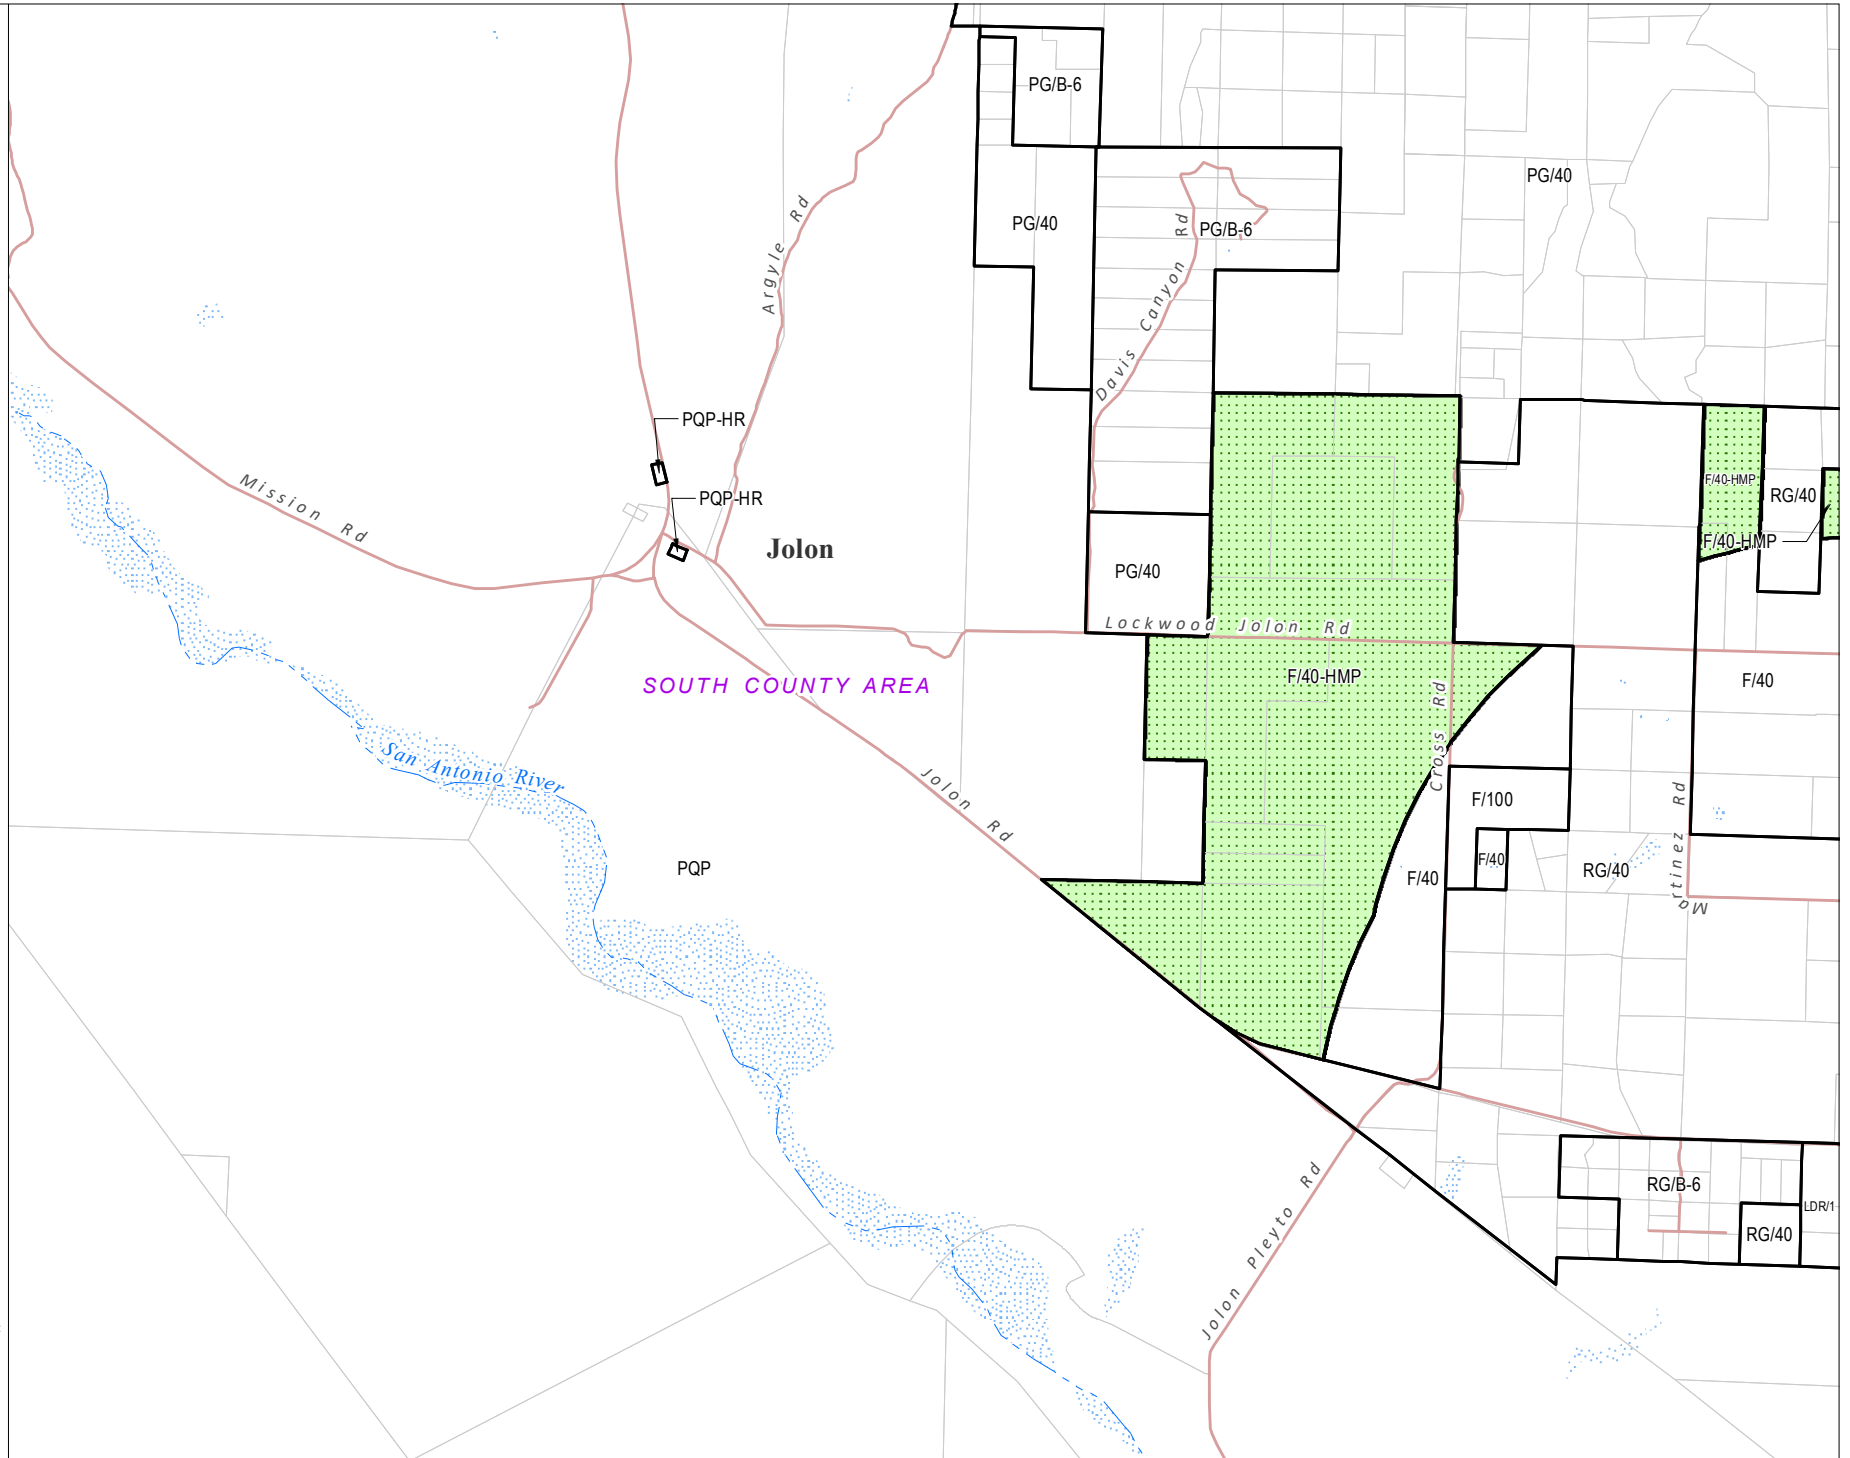 PG/B-6
PG/40
PG/40
PG/B-6
Argyle Rd
Davis Canyon Rd
PQP-HR
PQP-HR
Mission Rd
Jolon
F/40-HMP
RG/40
F/40-HMP
PG/40
Lockwood Jolon Rd
SOUTH COUNTY AREA
F/40-HMP
F/40
Cross Rd
San Antonio River
Jolon Rd
F/100
Martinez Rd
PQP
F/40
F/40
RG/40
RG/B-6
LDR/1
RG/40
Jolon Pleyto Rd